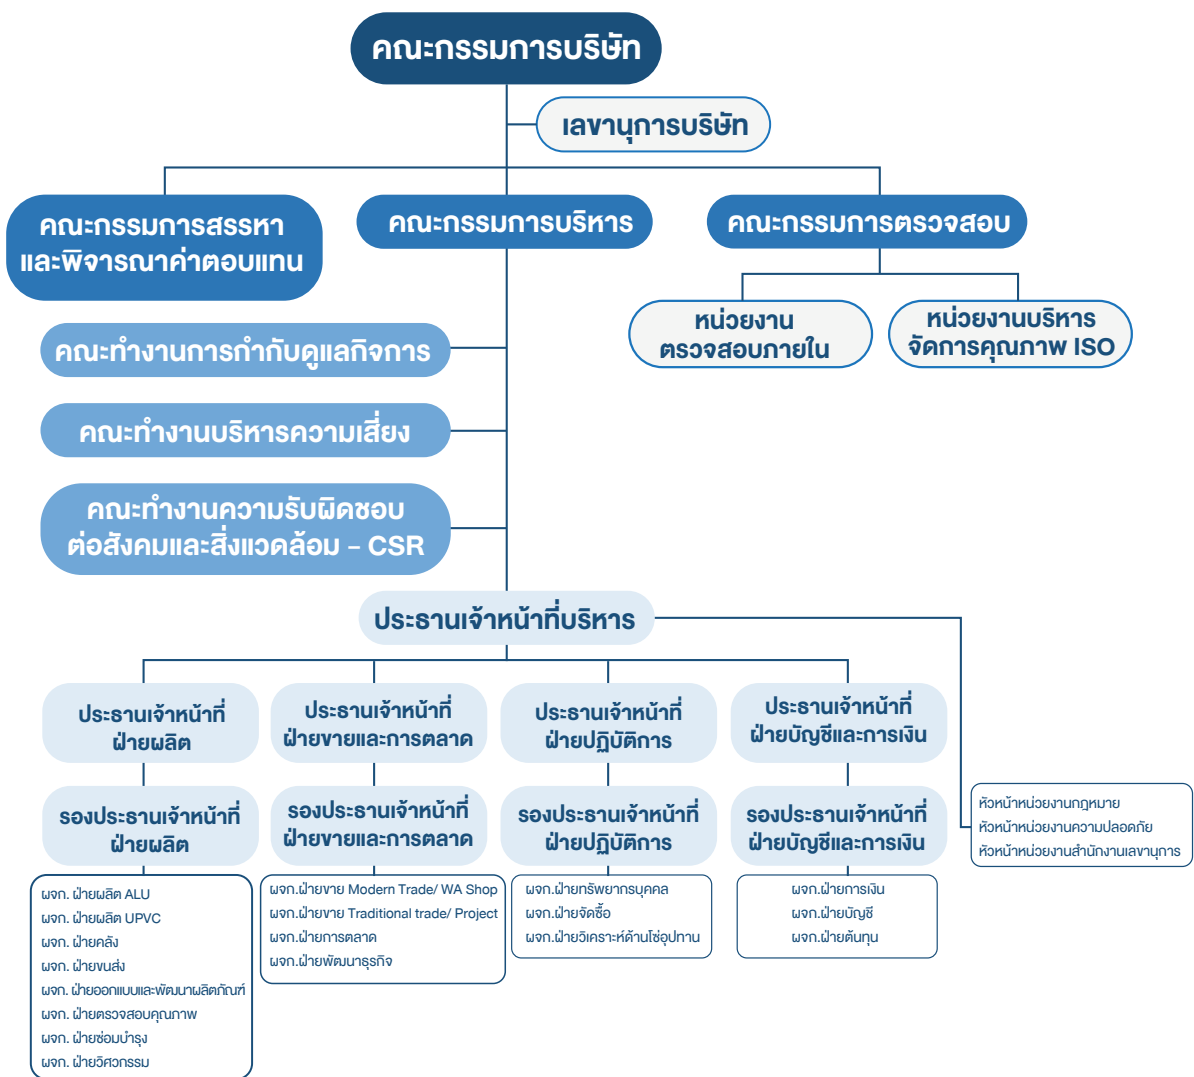 คณะกรรมการบริษัท
เลขานุการบริษัท
คณะกรรมการสรรหา
และพิจารณาค่าตอบแทน
คณะกรรมการบริหาร
คณะกรรมการตรวจสอบ
หน่วยงาน
ตรวจสอบภายใน
หน่วยงานบริหาร
จัดการคุณภาพ ISO
คณะทำงานการกำกับดูแลกิจการ
คณะทำงานบริหารความเสี่ยง
คณะทำงานความรับผิดชอบ
ต่อสังคมและสิ่งแวดล้อม - CSR
ประธานเจ้าหน้าที่บริหาร
ประธานเจ้าหน้าที่
ฝ่ายผลิต
ประธานเจ้าหน้าที่
ฝ่ายขายและการตลาด
ประธานเจ้าหน้าที่
ฝ่ายปฏิบัติการ
ประธานเจ้าหน้าที่
ฝ่ายบัญชีและการเงิน
รองประธานเจ้าหน้าที่
ฝ่ายผลิต
รองประธานเจ้าหน้าที่
ฝ่ายขายและการตลาด
รองประธานเจ้าหน้าที่
ฝ่ายปฏิบัติการ
รองประธานเจ้าหน้าที่
ฝ่ายบัญชีและการเงิน
หัวหน้าหน่วยงานกฎหมาย
หัวหน้าหน่วยงานความปลอดภัย
หัวหน้าหน่วยงานสำนักงานเลขานุการ
ผจก. ฝ่ายผลิต ALU
ผจก. ฝ่ายผลิต UPVC
ผจก. ฝ่ายคลัง
ผจก. ฝ่ายขนส่ง
ผจก. ฝ่ายออกแบบและพัฒนาผลิตภัณฑ์
ผจก. ฝ่ายตรวจสอบคุณภาพ
ผจก. ฝ่ายซ่อมบำรุง
ผจก. ฝ่ายวิศวกรรม
ผจก.ฝ่ายขาย Modern Trade/ WA Shop
ผจก.ฝ่ายขาย Traditional trade/ Project
ผจก.ฝ่ายการตลาด
ผจก.ฝ่ายพัฒนาธุรกิจ
ผจก.ฝ่ายทรัพยากรบุคคล
ผจก.ฝ่ายจัดซื้อ
ผจก.ฝ่ายวิเคราะห์ด้านโซ่อุปทาน
ผจก.ฝ่ายการเงิน
ผจก.ฝ่ายบัญชี
ผจก.ฝ่ายต้นทุน